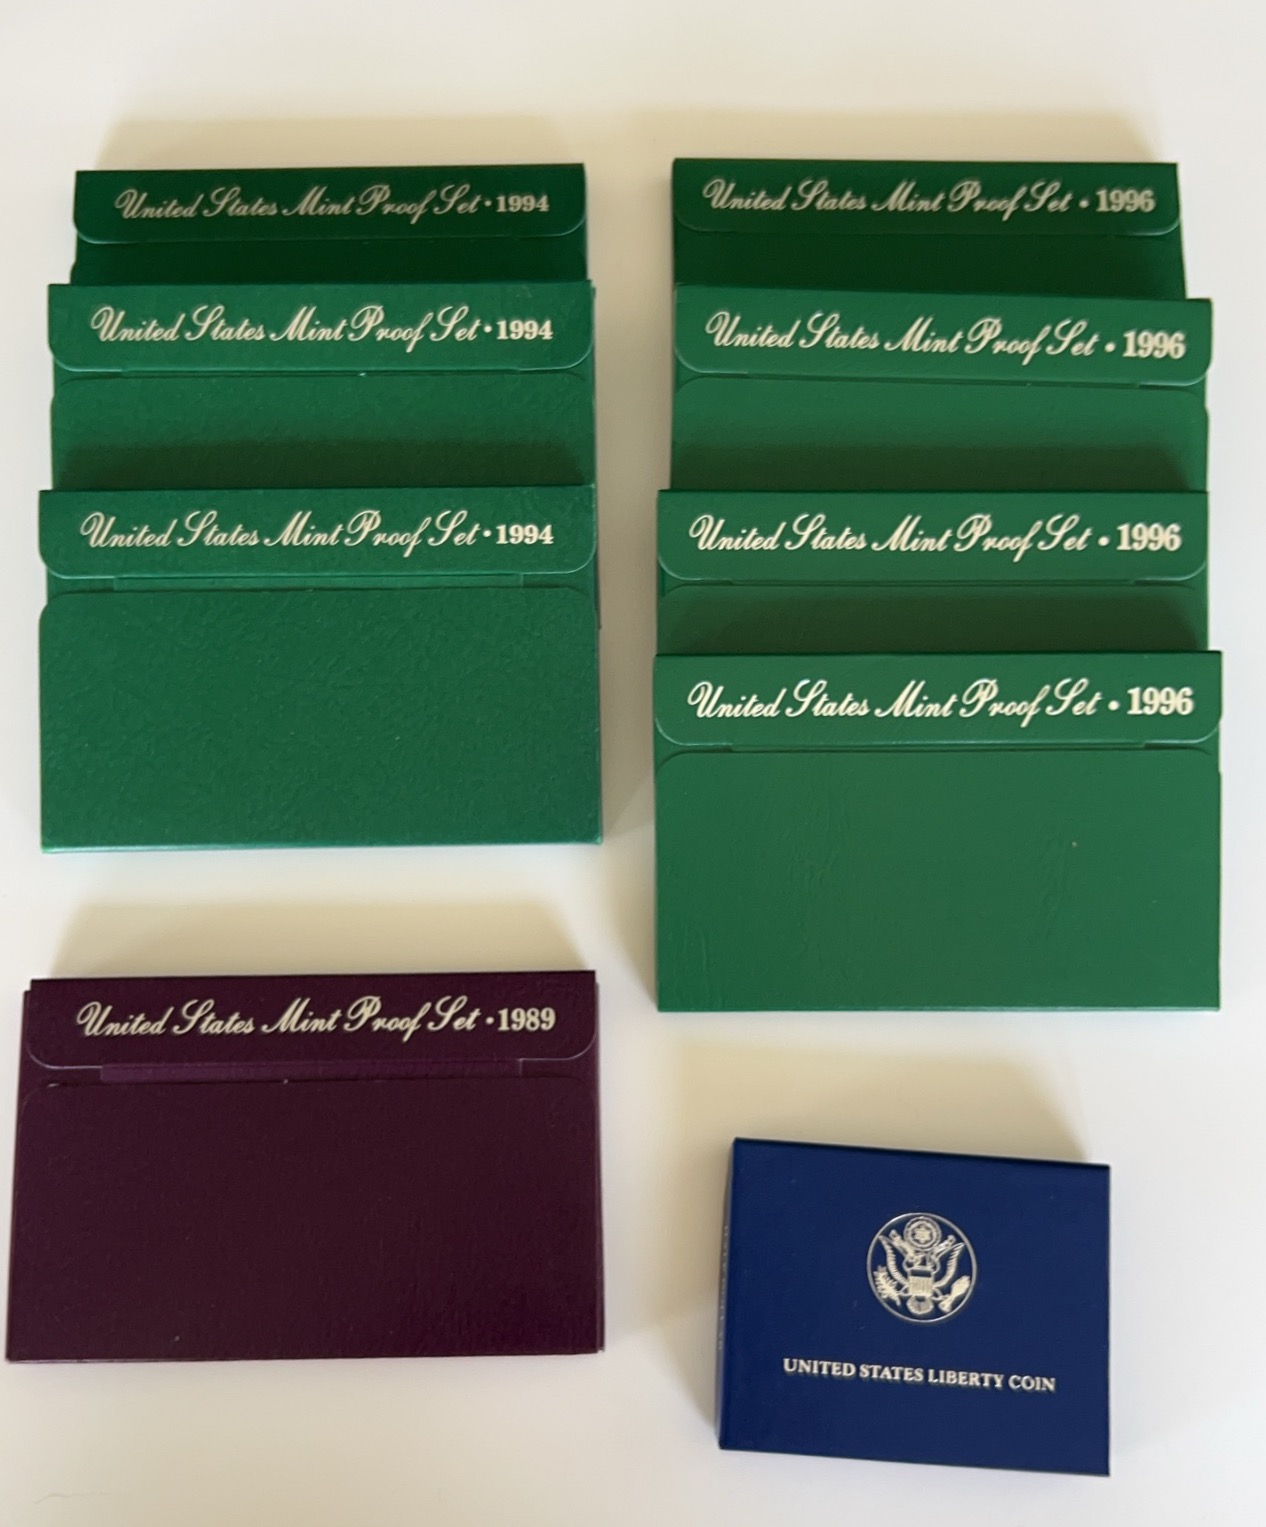 United States Mint Proof Set · 1994
United States Mint Proof Set · 1994
United States Mint Proof Set · 1994
United States Mint Proof Set · 1996
United States Mint Proof Set · 1996
United States Mint Proof Set · 1996
United States Mint Proof Set · 1996
United States Mint Proof Set · 1989
UNITED STATES LIBERTY COIN